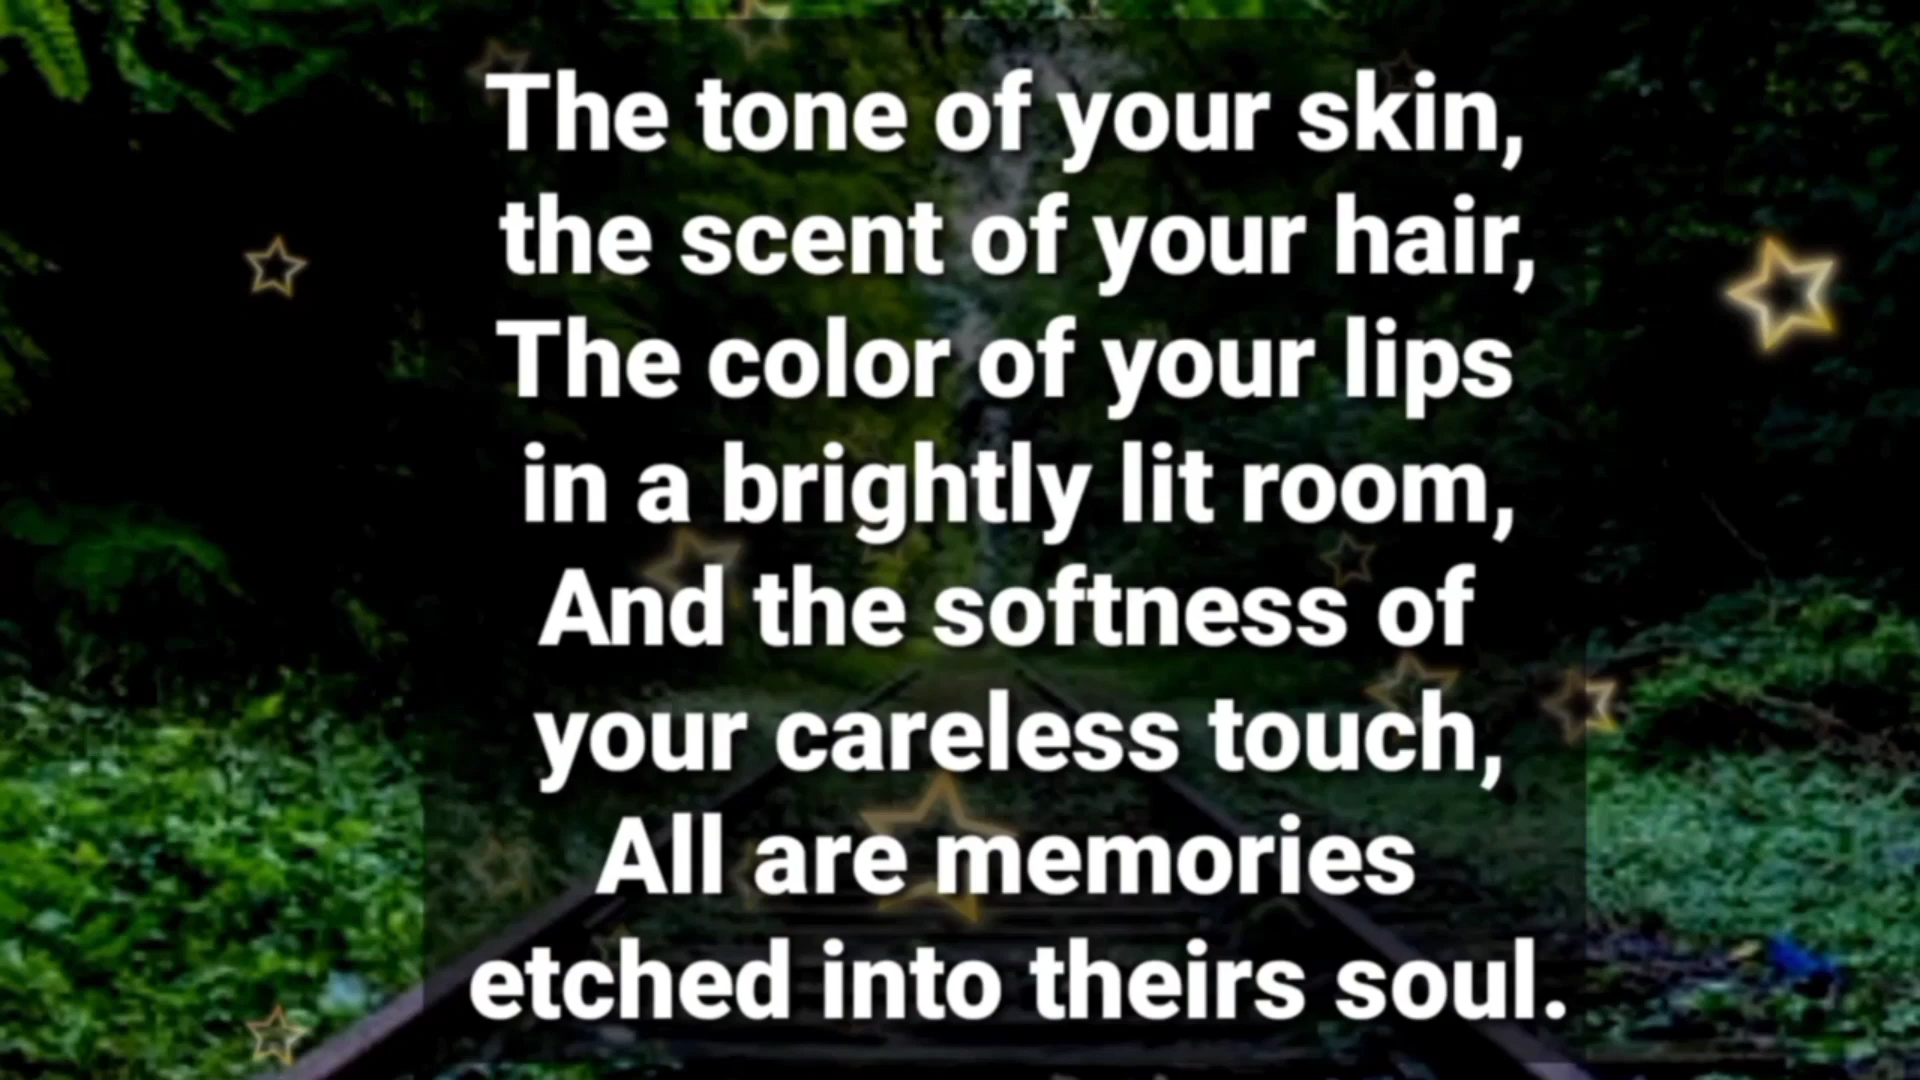 The tone of your skin,
the scent of your hair,
The color of your lips
in a brightly lit room,
And the softness of
your careless touch,
All are memories
etched into theirs soul.